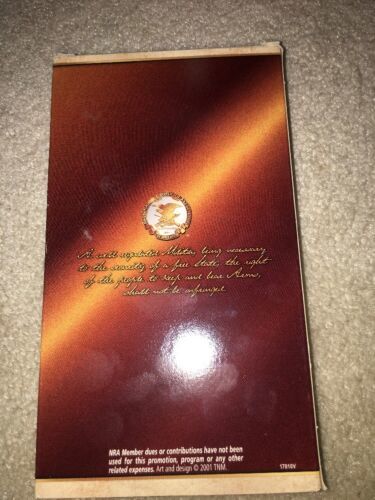 A well regulated Militia, being necessary
to the security of a free State, the right
of the people to keep and bear Arms,
shall not be infringed
NRA Member dues or contributions have not been
used for this promotion, program or any other
related expenses. Art and design © 2001 TNM.